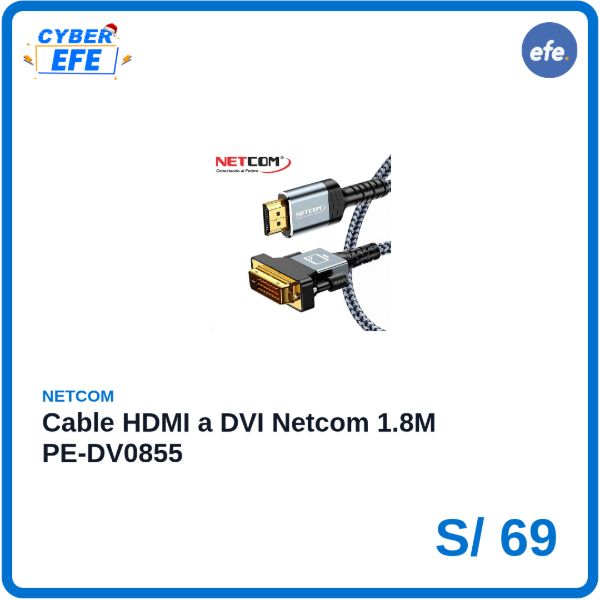 CYBER
EFE
efe.
NETCOM®
Conectando al Futuro
NETCOM
NETCOM
Cable HDMI a DVI Netcom 1.8M
PE-DV0855
S/ 69